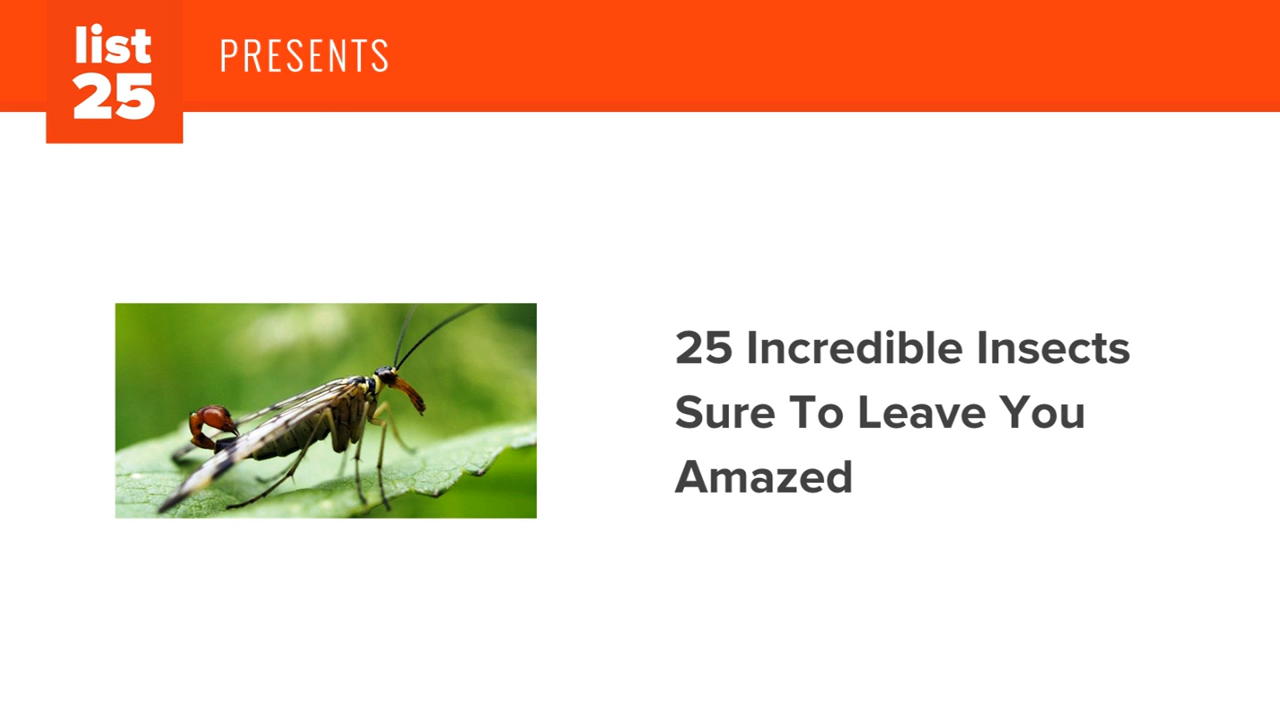 list
25
PRESENTS
25 Incredible Insects
Sure To Leave You
Amazed